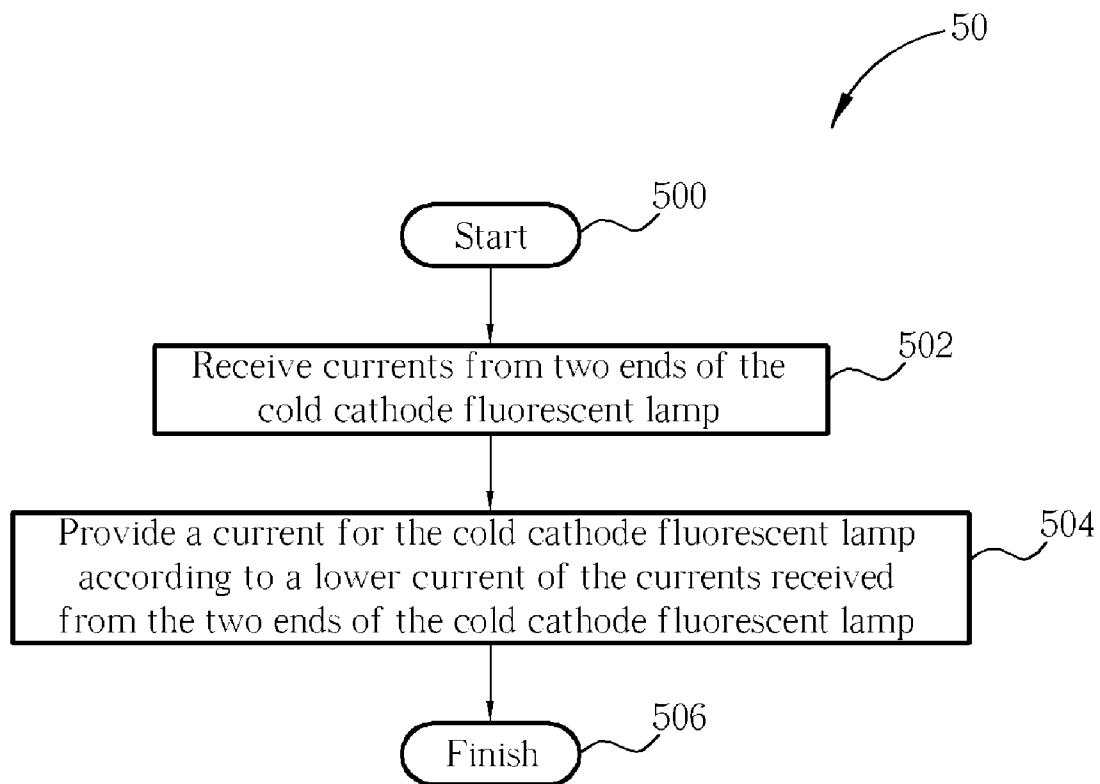 50
500
Start
502
Receive currents from two ends of the
cold cathode fluorescent lamp
504
Provide a current for the cold cathode fluorescent lamp
according to a lower current of the currents received
from the two ends of the cold cathode fluorescent lamp
506
Finish